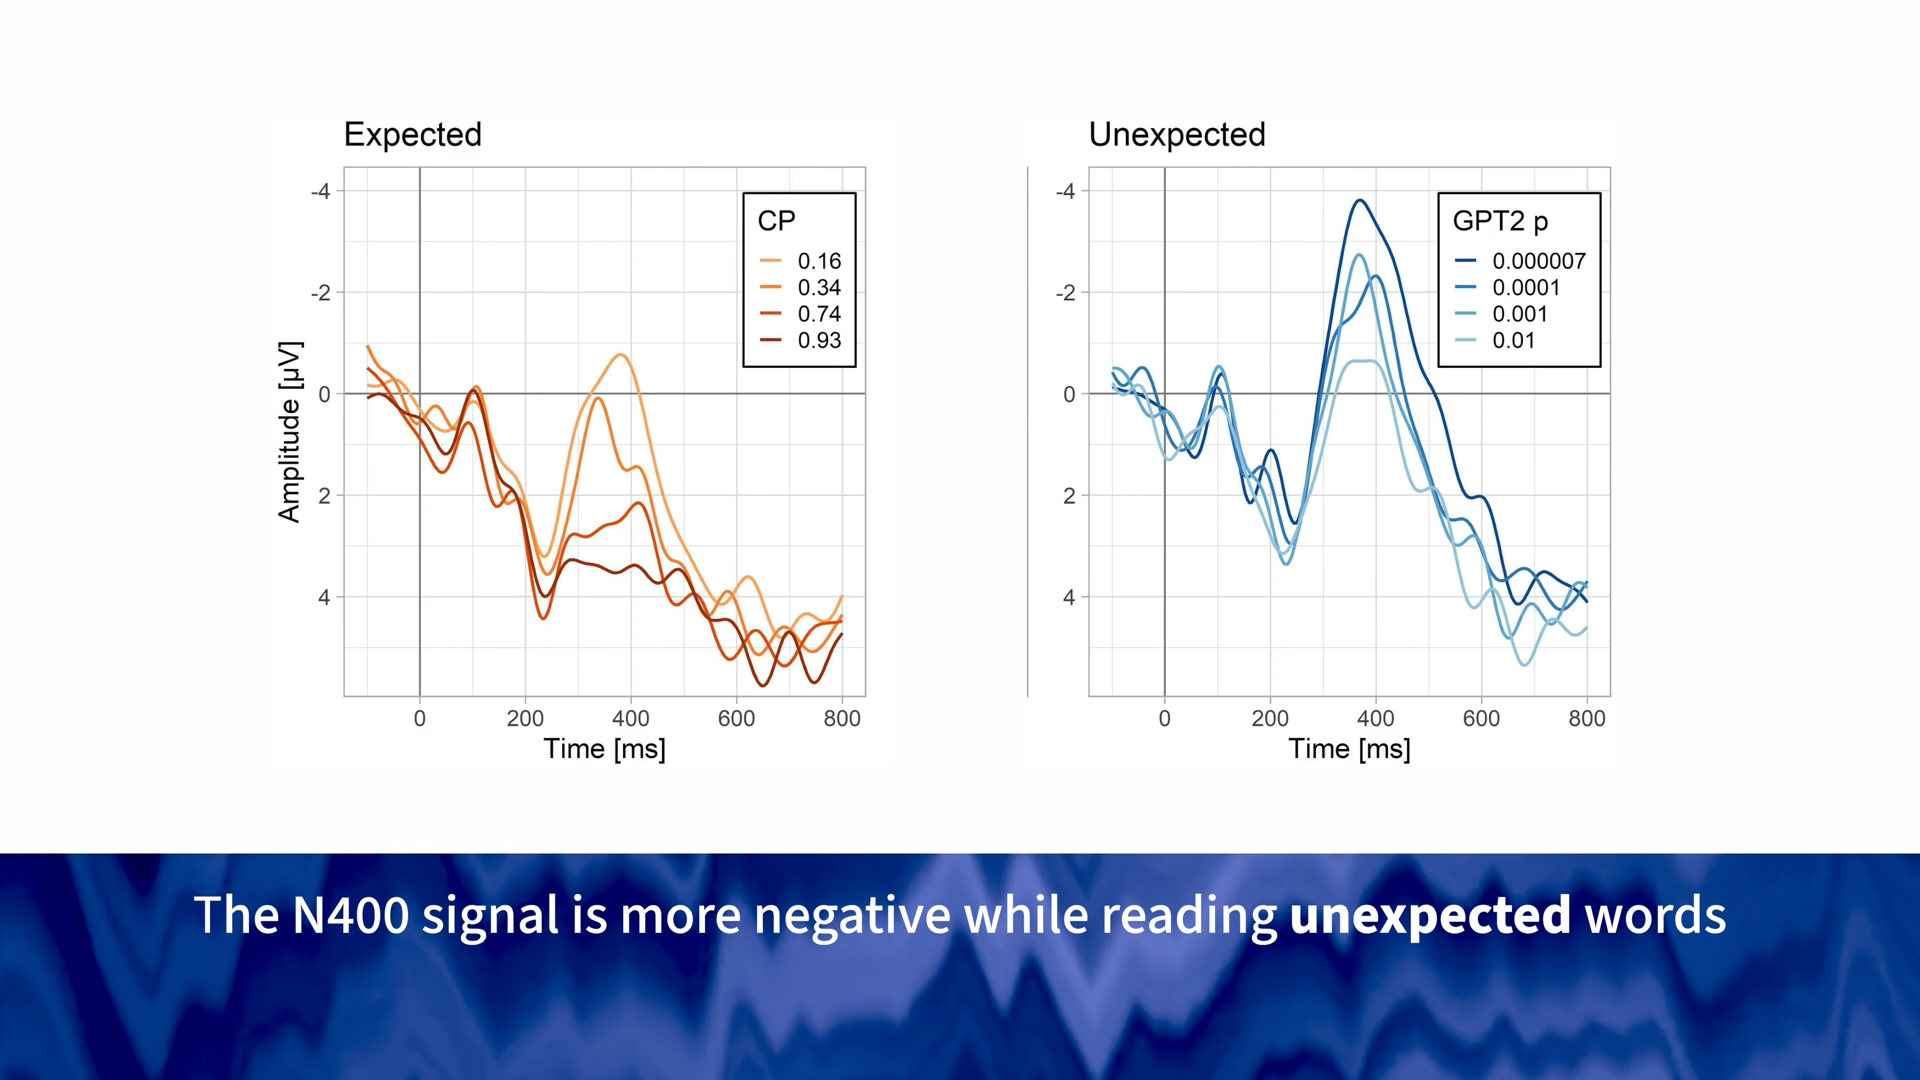 Expected
-4
-2
0
2
4
Amplitude [µV]
CP
0.16
0.34
0.74
0.93
0 200 400 600 800
Time [ms]
Unexpected
-4
-2
0
2
4
GPT2 p
0.000007
0.0001
0.001
0.01
0 200 400 600 800
Time [ms]
The N400 signal is more negative while reading unexpected words